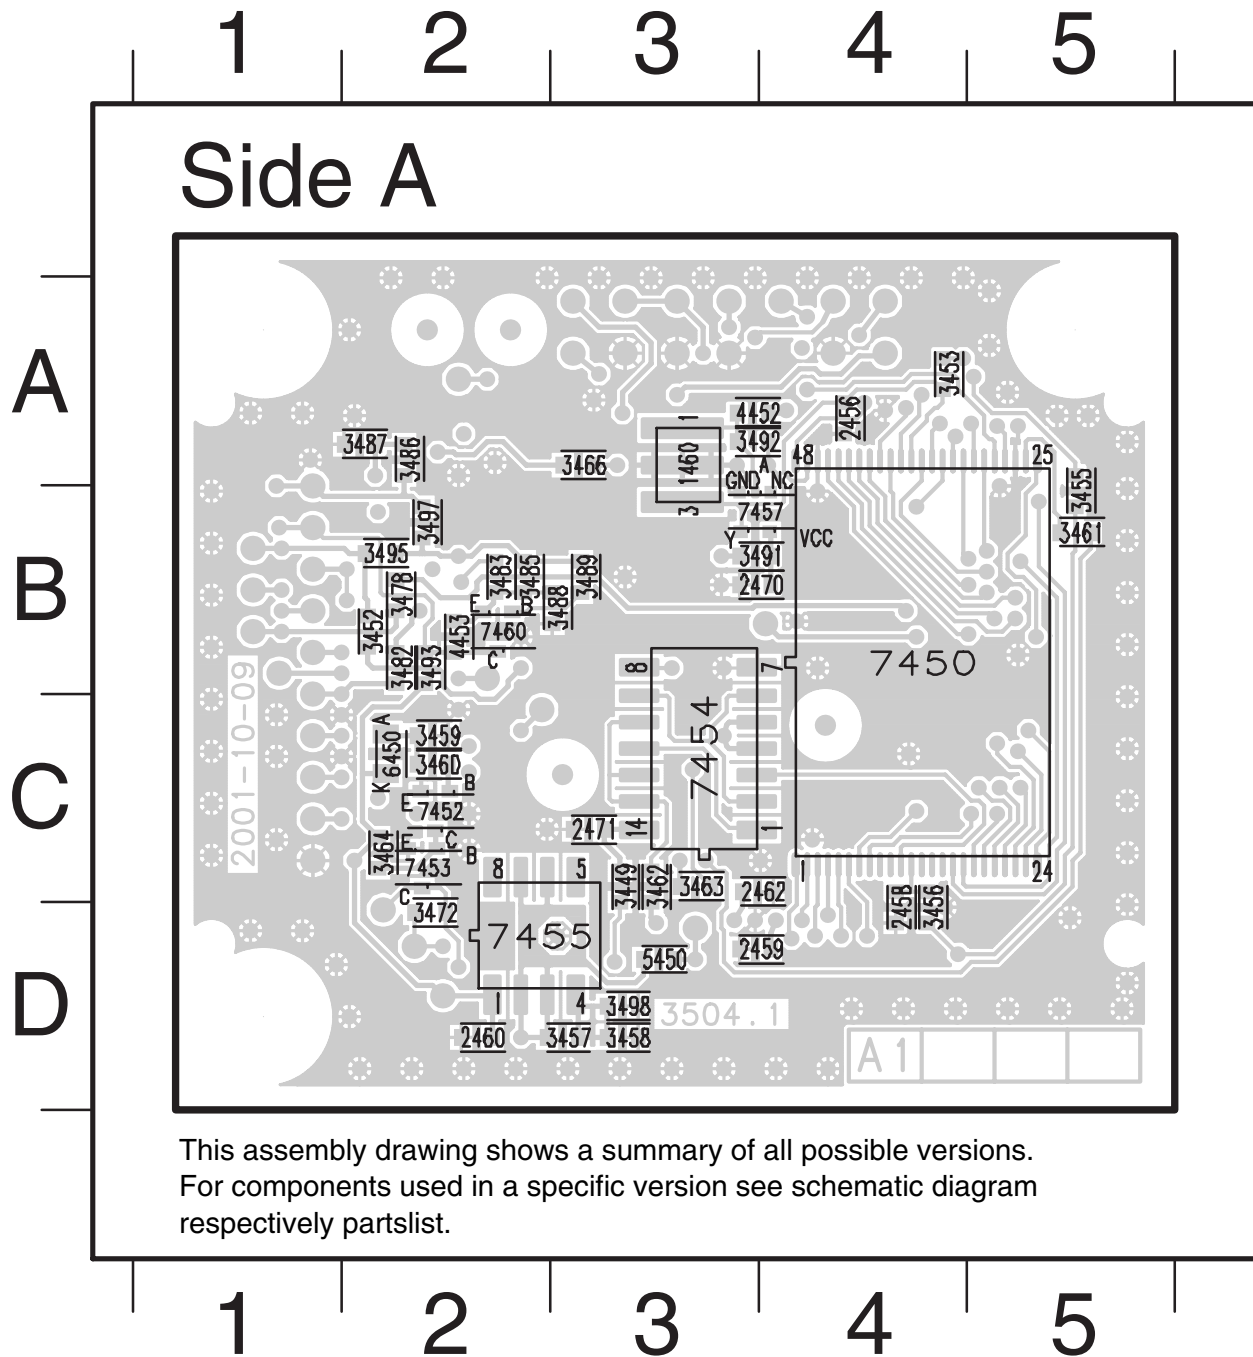 1 2 3 4 5
Side A
A
B
C
D
3453
4452
2456
3487
3486
3492
1
1460
3
3466
A
48
25
GND NC
3455
3497
7457
3461
Y
VCC
3495
3491
3483
3485
3489
2470
3478
3488
E B
3452
4453
7460
C
3482
3493
8
7
7450
2001-10-09
A
6450
K
3459
3460
7454
B
E
7452
2471
14
1
3464
E C
B
7453
8
5
3449
3462
3463
2462
1
24
C
3472
2458
3456
7455
5450
2459
1
4
3498
3504.1
2460
3457
3458
A1
This assembly drawing shows a summary of all possible versions.
For components used in a specific version see schematic diagram
respectively partslist.
1 2 3 4 5